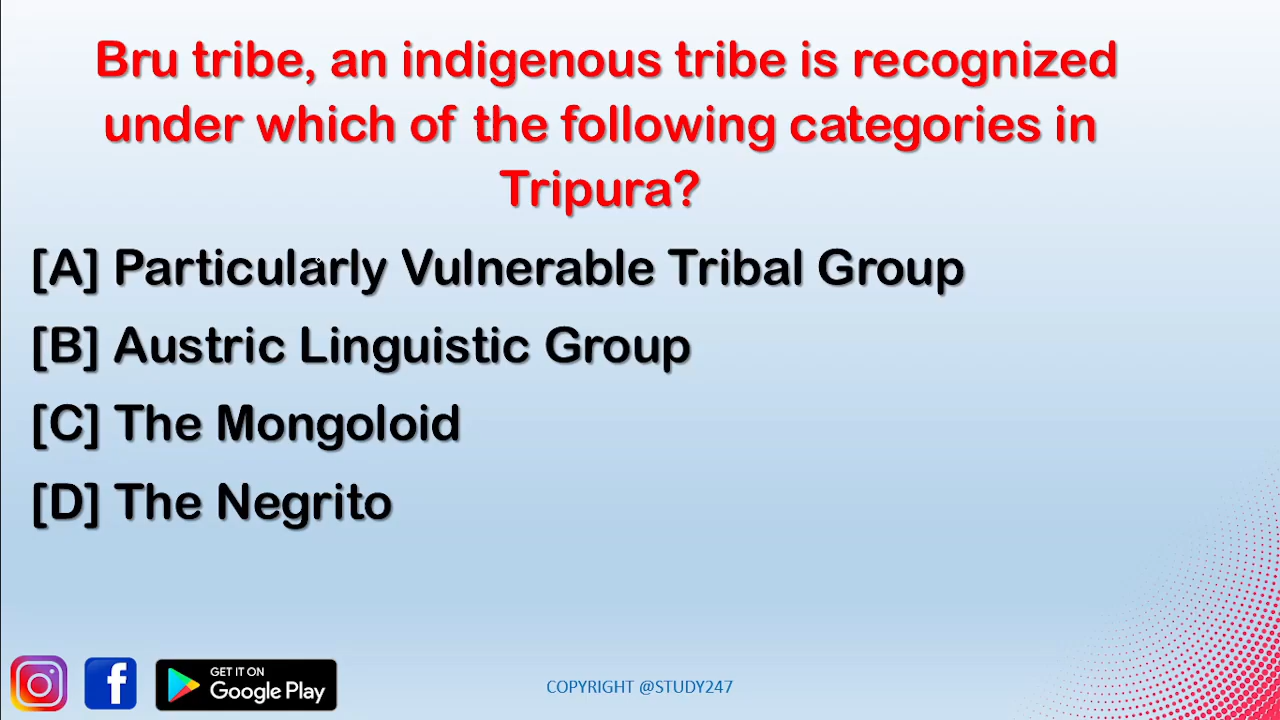 Bru tribe, an indigenous tribe is recognized
under which of the following categories in
Tripura?
[A] Particularly Vulnerable Tribal Group
[B] Austric Linguistic Group
[C] The Mongoloid
[D] The Negrito
GET IT ON
Google Play
COPYRIGHT @STUDY247